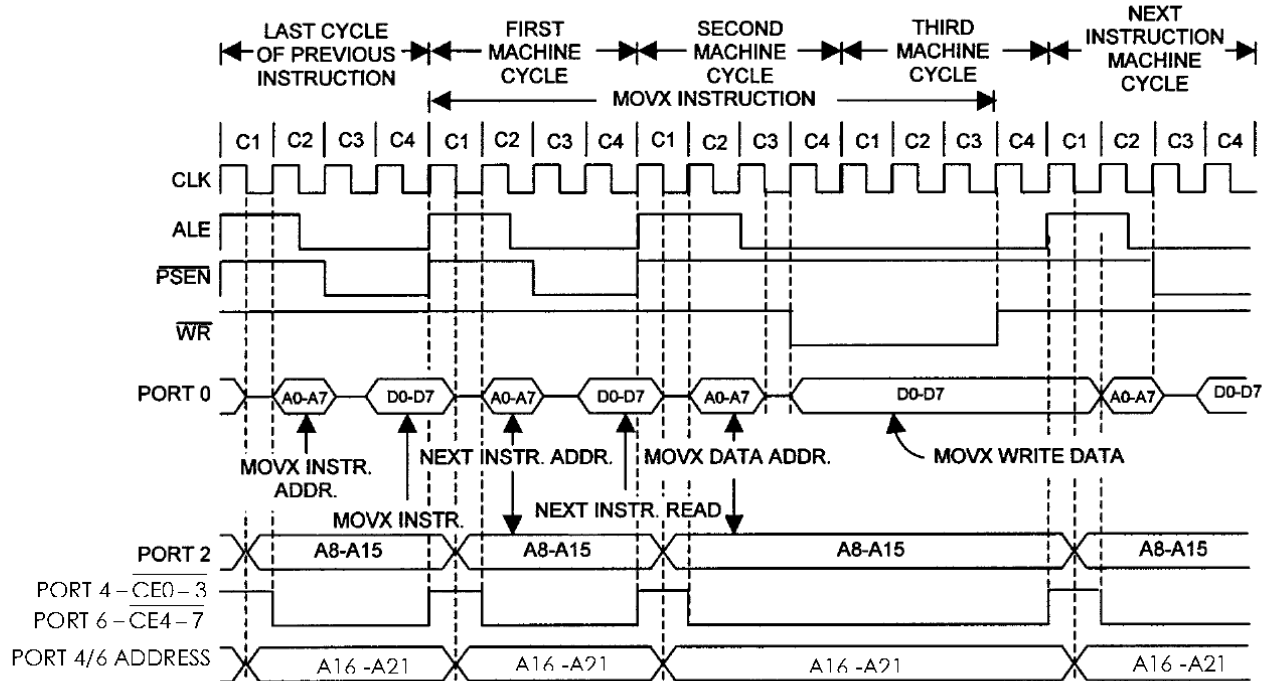 LAST CYCLE
OF PREVIOUS
INSTRUCTION
FIRST
MACHINE
CYCLE
SECOND
MACHINE
CYCLE
THIRD
MACHINE
CYCLE
NEXT
INSTRUCTION
MACHINE
CYCLE
MOVX INSTRUCTION
C1 C2 C3 C4 C1 C2 C3 C4 C1 C2 C3 C4 C1 C2 C3 C4 C1 C2 C3 C4
CLK
ALE
PSEN
WR
PORT 0 A0-A7 D0-D7 A0-A7 D0-D7 A0-A7 D0-D7 A0-A7 D0-D7
MOVX INSTR.
ADDR.
NEXT INSTR. ADDR.
MOVX DATA ADDR.
MOVX WRITE DATA
MOVX INSTR.
NEXT INSTR. READ
PORT 2 A8-A15 A8-A15 A8-A15 A8-A15
PORT 4 – CE0 – 3
PORT 6 – CE4 – 7
PORT 4/6 ADDRESS A16 -A21 A16 -A21 A16 -A21 A16 -A21